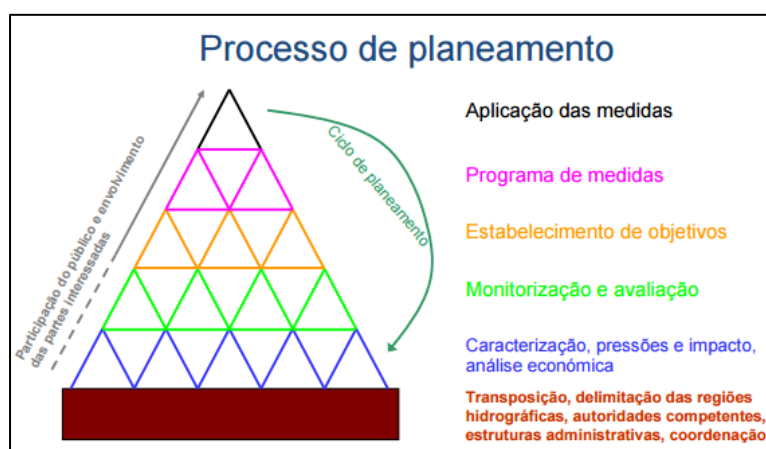 Processo de planeamento
Participação do público e envolvimento
das partes interessadas
Ciclo de planeamento
Aplicação das medidas
Programa de medidas
Estabelecimento de objetivos
Monitorização e avaliação
Caracterização, pressões e impacto,
análise económica
Transposição, delimitação das regiões
hidrográficas, autoridades competentes,
estruturas administrativas, coordenação